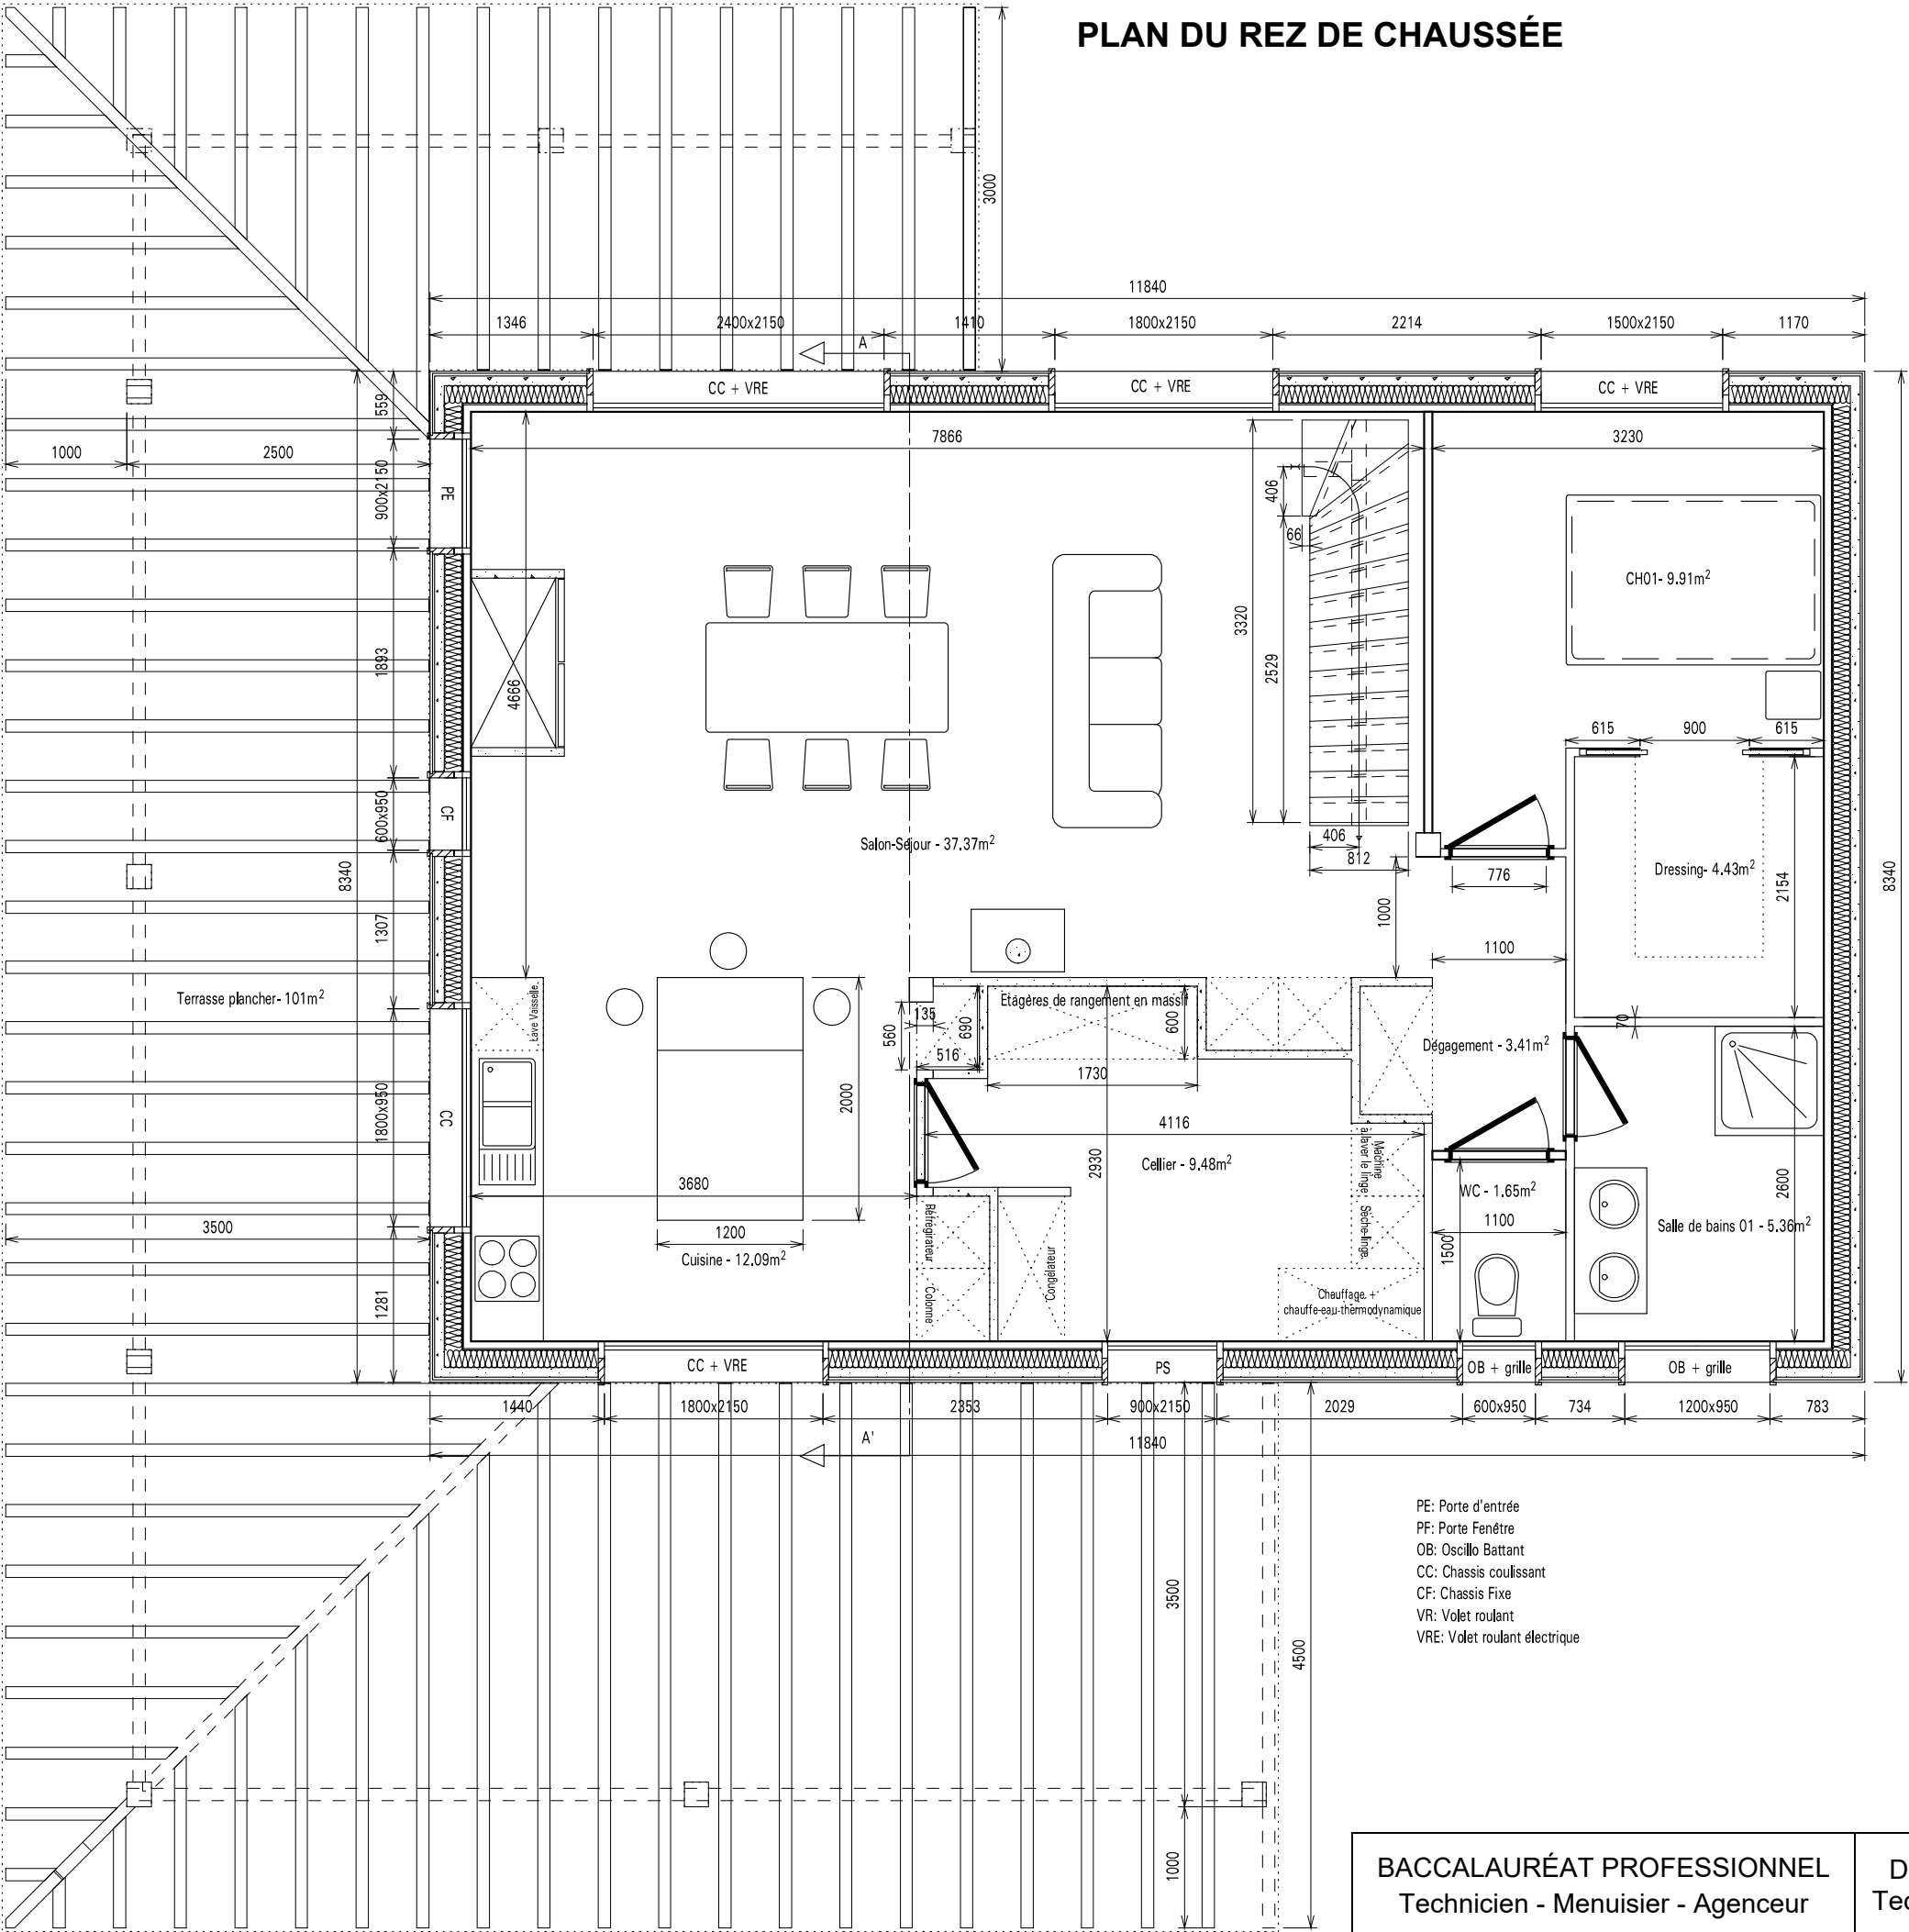 PLAN DU REZ DE CHAUSSÉE
3000
11840
1346
2400x2150
1410
1800x2150
2214
1500x2150
1170
A
CC + VRE
CC + VRE
CC + VRE
559
1000
2500
7866
3230
900x2150
PE
406
66
CH01- 9.91m²
3320
2529
4666
1893
615
900
615
600x950
CF
8340
8340
Salon-Séjour - 37.37m²
406
812
776
Dressing- 4.43m²
2154
1307
1000
1100
Terrasse plancher- 101m²
Lave Vaisselle
135
560
690
516
Etagères de rangement en massif
600
1730
70
Dégagement - 3.41m²
1800x950
CC
2000
4116
2930
Cellier - 9.48m²
Machine
a laver le linge
Sèche-linge
WC - 1.65m²
3680
2600
1100
1500
Salle de bains 01 - 5.36m²
3500
1200
Cuisine - 12.09m²
Réfrigirateur
Colonne
Congélateur
Chauffage +
chauffe-eau-thermodynamique
1281
CC + VRE
PS
OB + grille
OB + grille
1440
1800x2150
2353
900x2150
2029
600x950
734
1200x950
783
A'
11840
PE: Porte d'entrée
PF: Porte Fenêtre
OB: Oscillo Battant
CC: Chassis coulissant
CF: Chassis Fixe
VR: Volet roulant
VRE: Volet roulant électrique
3500
4500
1000
BACCALAURÉAT PROFESSIONNEL
Technicien - Menuisier - Agenceur
D
Tec